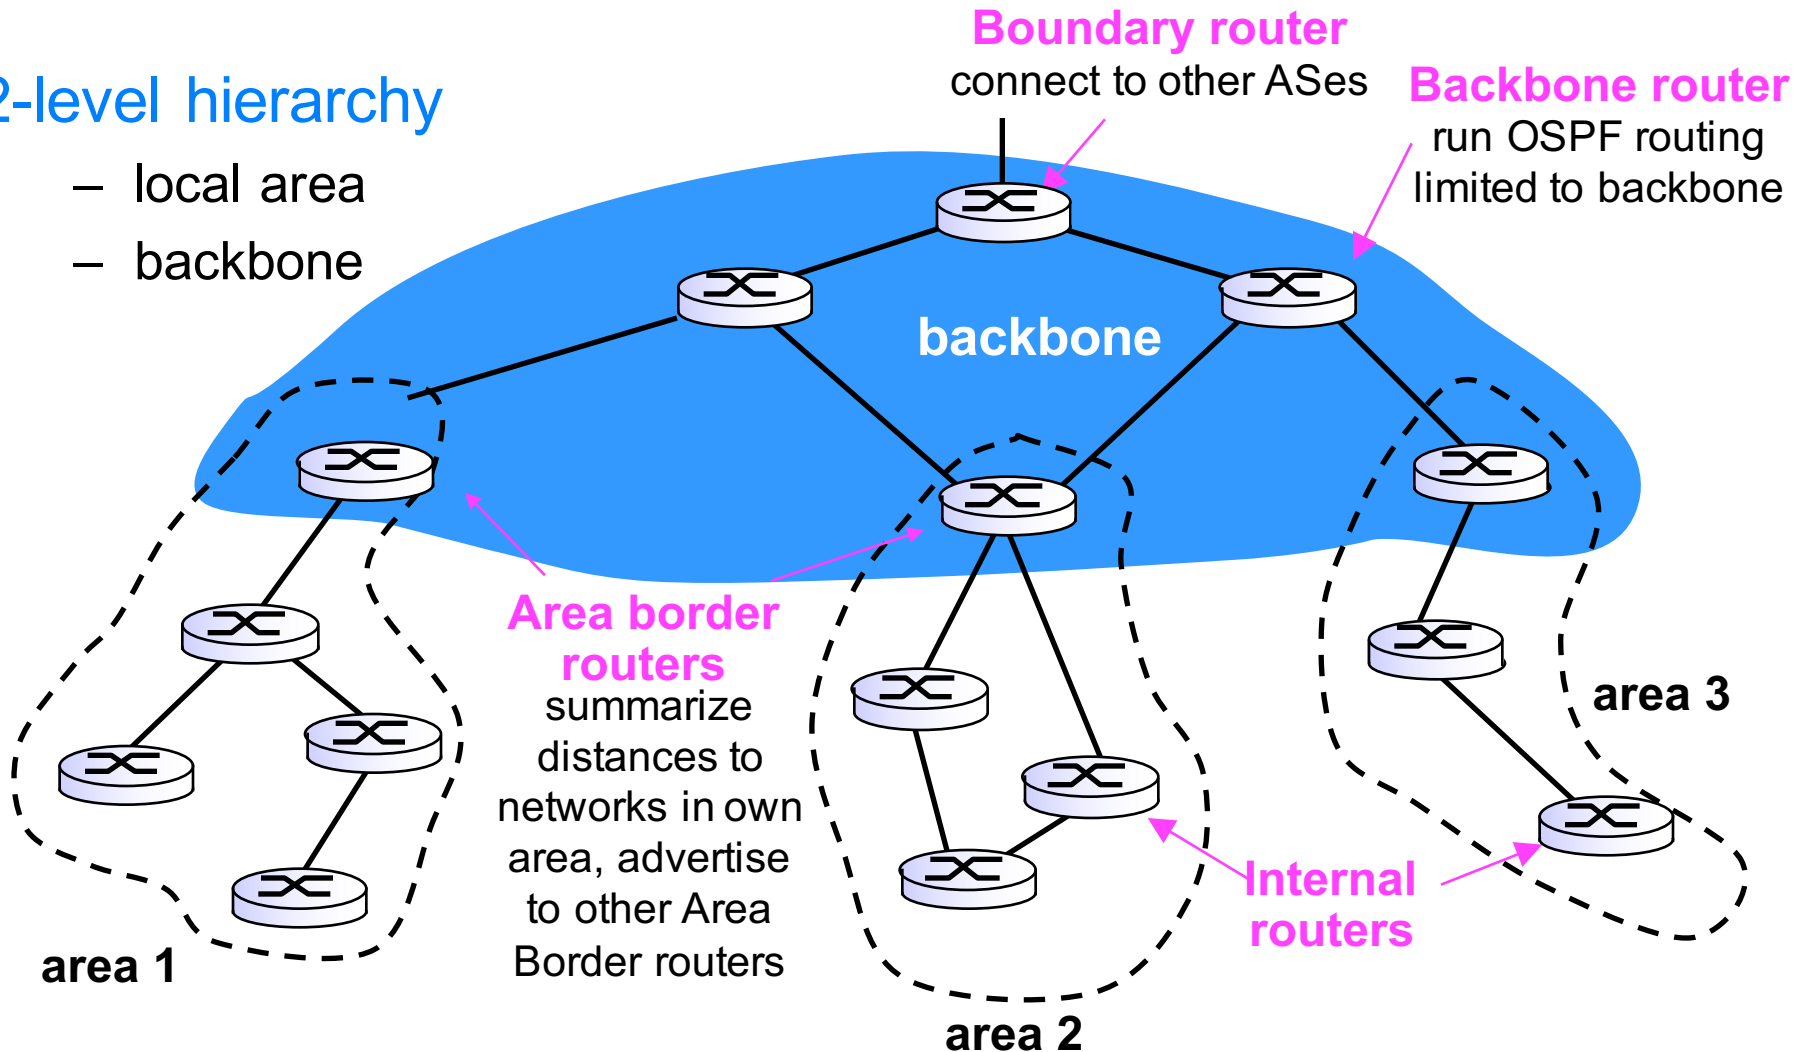 2-level hierarchy
– local area
– backbone
Boundary router
connect to other ASes
Backbone router
run OSPF routing
limited to backbone
backbone
Area border
routers
summarize
distances to
networks in own
area, advertise
to other Area
Border routers
area 3
Internal
routers
area 1
area 2